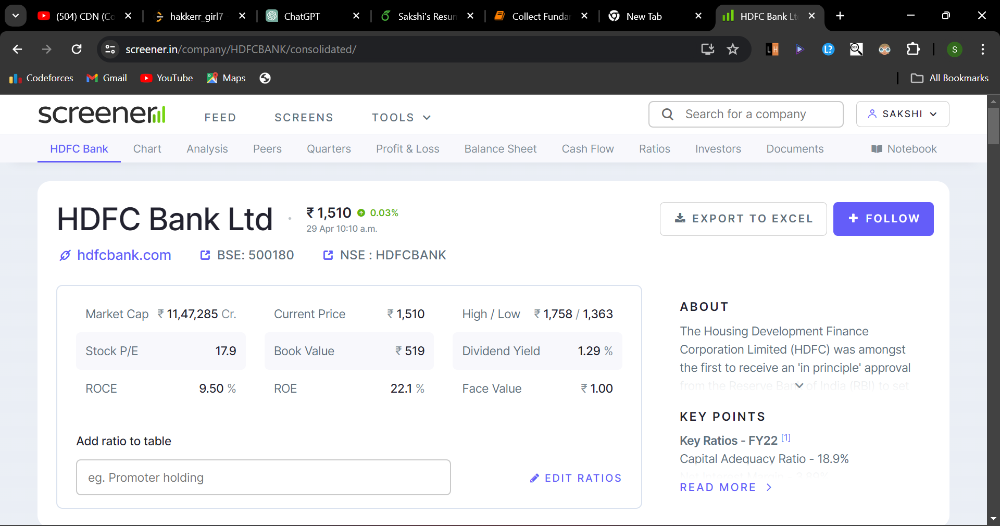 (504) CDN (Co
hakkerr_girl7 -
ChatGPT
Sakshi's Resum
Collect Fundar
New Tab
HDFC Bank Lt
screener.in/company/HDFCBANK/consolidated/
LH
L?
S
Codeforces
Gmail
YouTube
Maps
All Bookmarks
screener
FEED
SCREENS
TOOLS
Search for a company
SAKSHI
HDFC Bank
Chart
Analysis
Peers
Quarters
Profit & Loss
Balance Sheet
Cash Flow
Ratios
Investors
Documents
Notebook
HDFC Bank Ltd
₹ 1,510 0.03%
29 Apr 10:10 a.m.
EXPORT TO EXCEL
FOLLOW
hdfcbank.com
BSE: 500180
NSE : HDFCBANK
Market Cap ₹ 11,47,285 Cr.
Current Price ₹ 1,510
High / Low ₹ 1,758 / 1,363
Stock P/E 17.9
Book Value ₹ 519
Dividend Yield 1.29 %
ROCE 9.50 %
ROE 22.1 %
Face Value ₹ 1.00
Add ratio to table
eg. Promoter holding
EDIT RATIOS
ABOUT
The Housing Development Finance
Corporation Limited (HDFC) was amongst
the first to receive an 'in principle' approval
from the Reserve Bank of India (RBI) to set
KEY POINTS
Key Ratios - FY22 [1]
Capital Adequacy Ratio - 18.9%
Net Interest Margin -
READ MORE